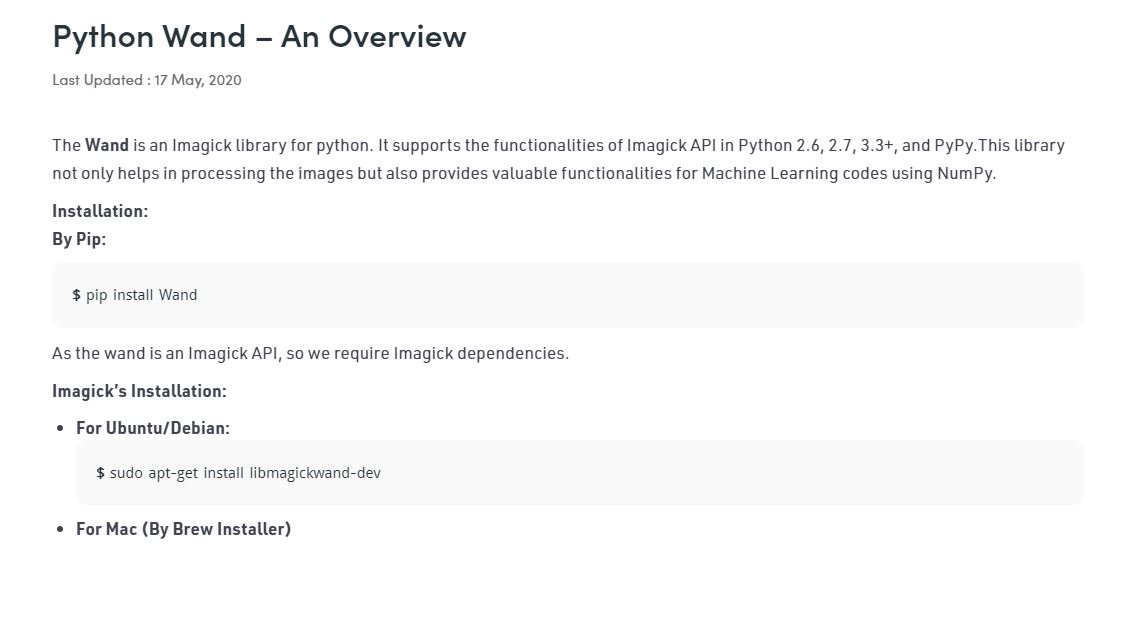 Python Wand – An Overview
Last Updated : 17 May, 2020
The Wand is an Imagick library for python. It supports the functionalities of Imagick API in Python 2.6, 2.7, 3.3+, and PyPy.This library
not only helps in processing the images but also provides valuable functionalities for Machine Learning codes using NumPy.
Installation:
By Pip:
$ pip install Wand
As the wand is an Imagick API, so we require Imagick dependencies.
Imagick’s Installation:
• For Ubuntu/Debian:
$ sudo apt-get install libmagickwand-dev
• For Mac (By Brew Installer)